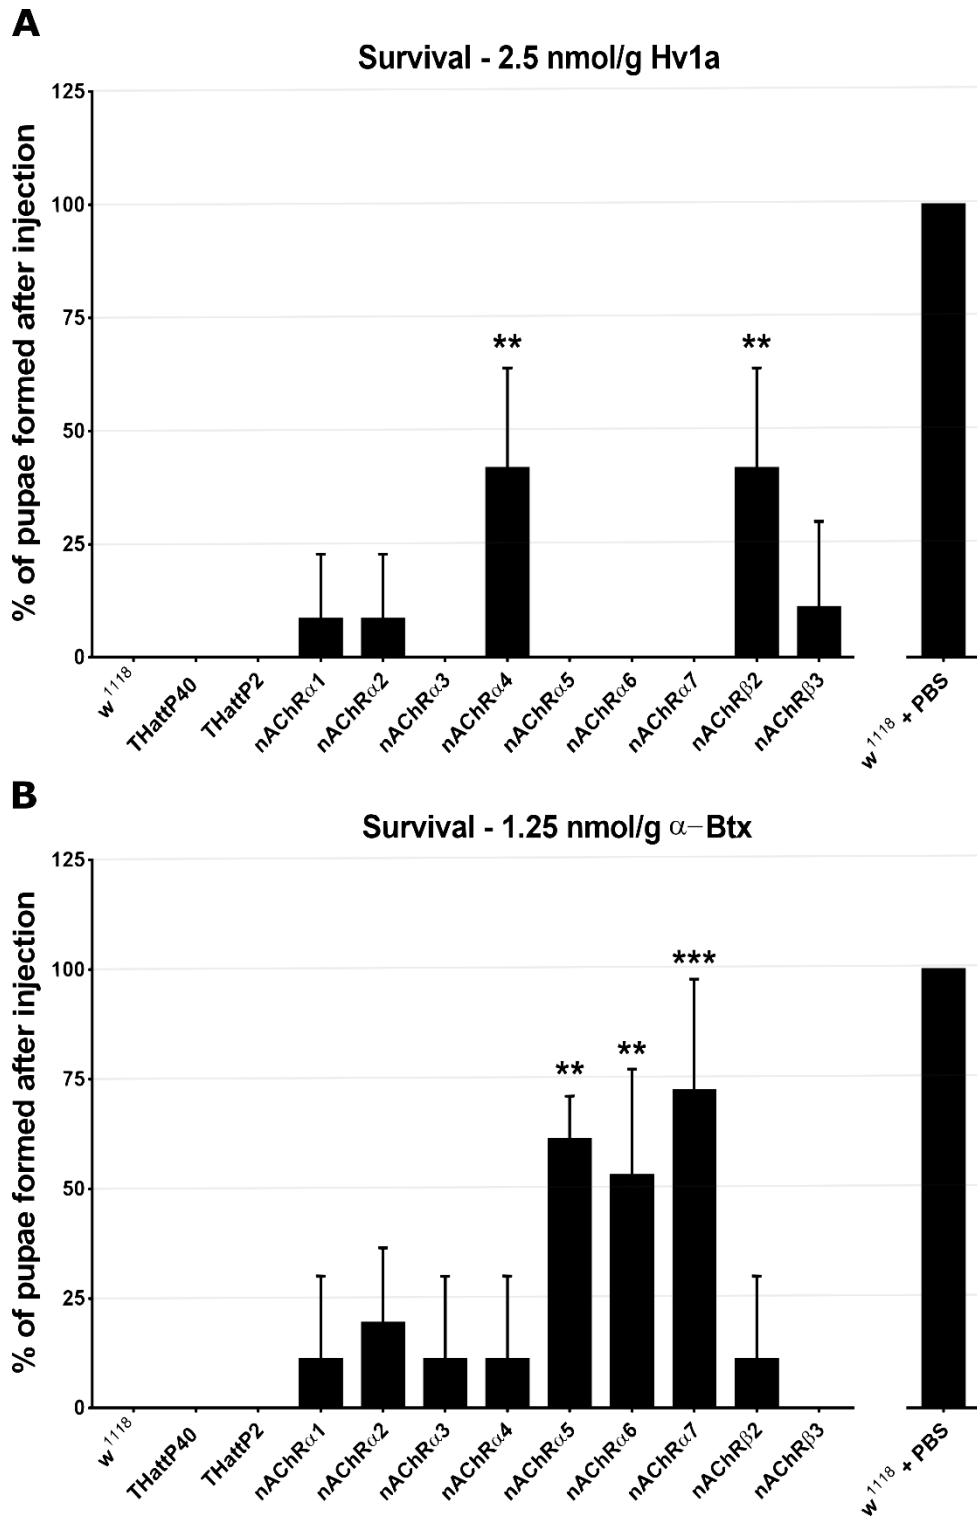 A
Survival - 2.5 nmol/g Hv1a
% of pupae formed after injection
125
100
75
50
25
0
** **
w1118 THattP40 THattP2 nAChRα1 nAChRα2 nAChRα3 nAChRα4 nAChRα5 nAChRα6 nAChRα7 nAChRβ2 nAChRβ3 w1118 + PBS
B
Survival - 1.25 nmol/g α−Btx
% of pupae formed after injection
125
100
75
50
25
0
** ** ***
w1118 THattP40 THattP2 nAChRα1 nAChRα2 nAChRα3 nAChRα4 nAChRα5 nAChRα6 nAChRα7 nAChRβ2 nAChRβ3 w1118 + PBS